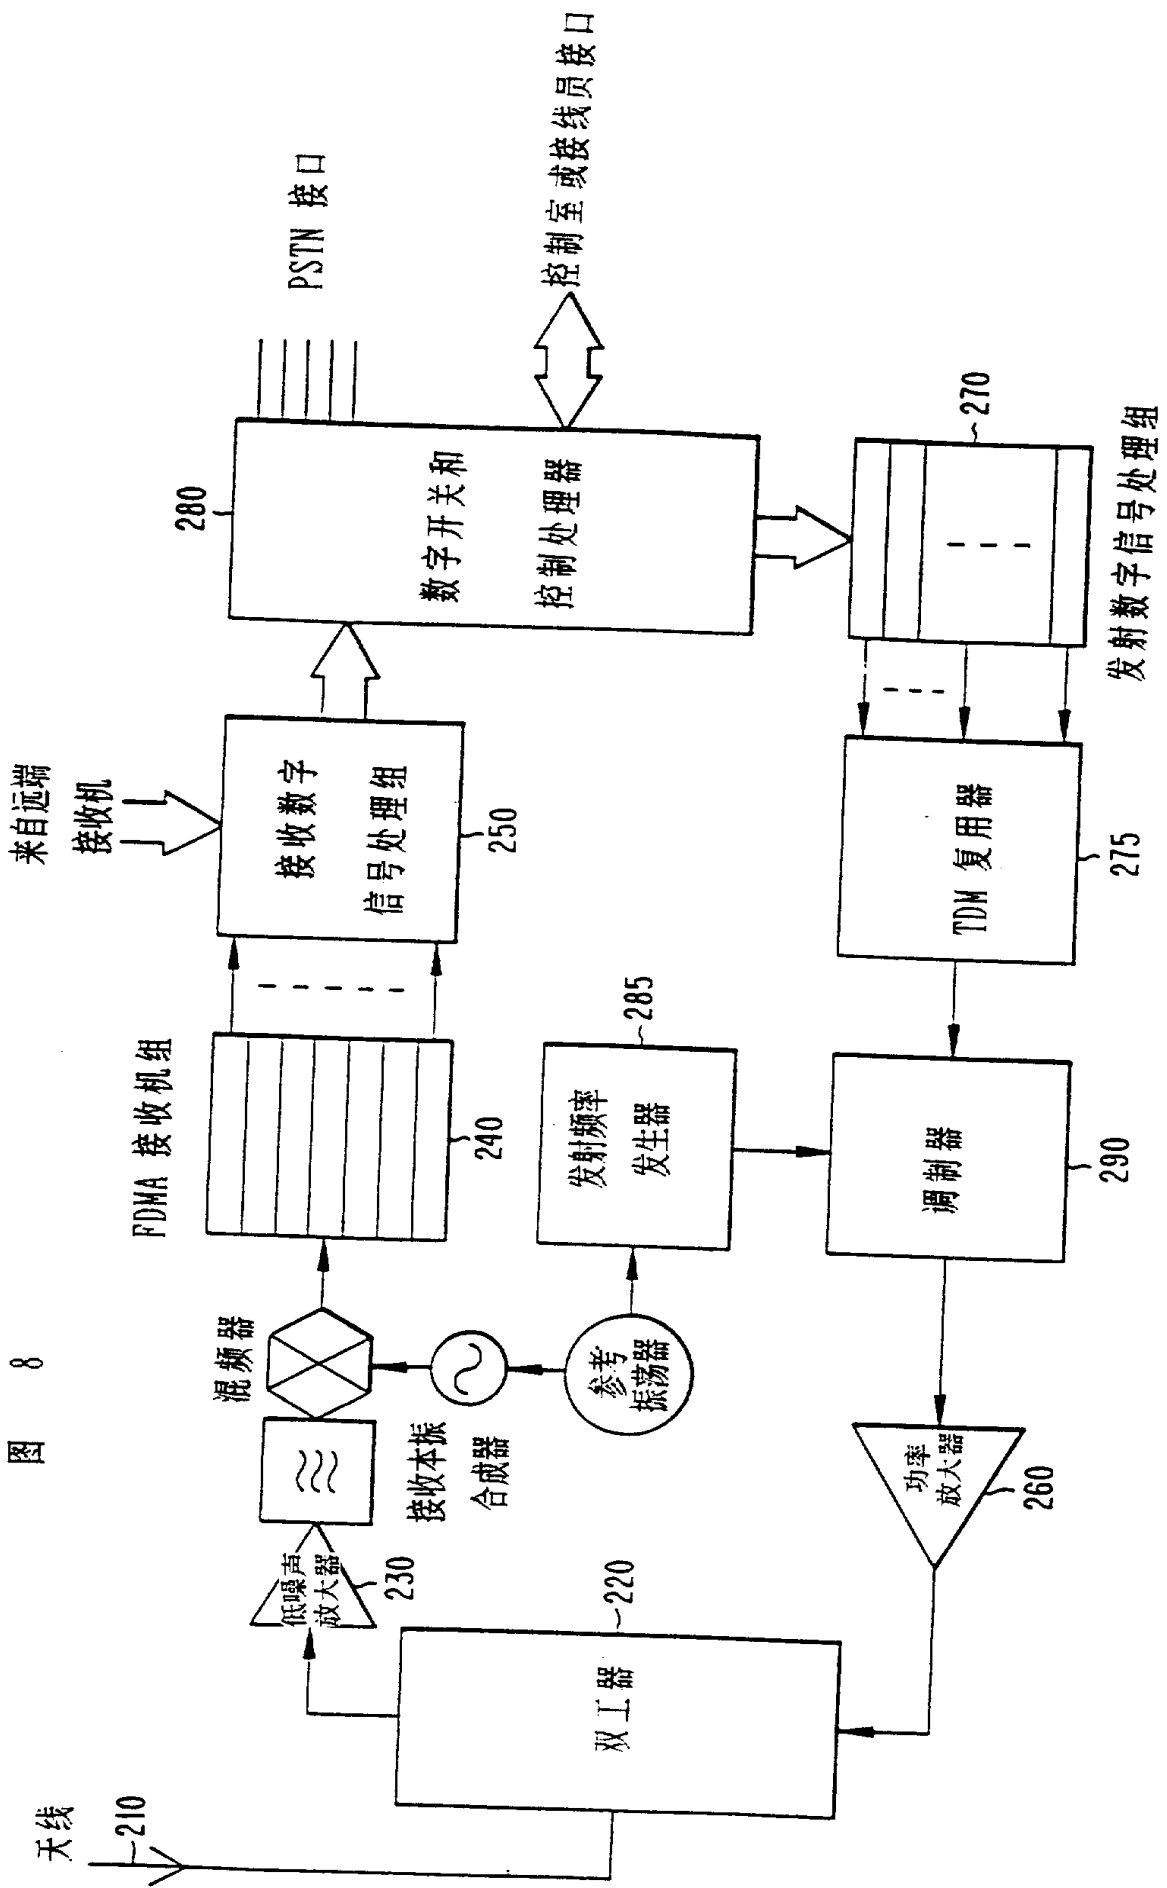 图 8
天线
210
双工器
220
低噪声
放大器
230
混频器
接收本振
合成器
参考
振荡器
FDMA 接收机组
240
来自远端
接收机
接收数字
信号处理组
250
280
数字开关和
控制处理器
PSTN 接口
控制室或接线员接口
发射频率
发生器
285
功率
放大器
260
调制器
290
TDM 复用器
275
270
发射数字信号处理组